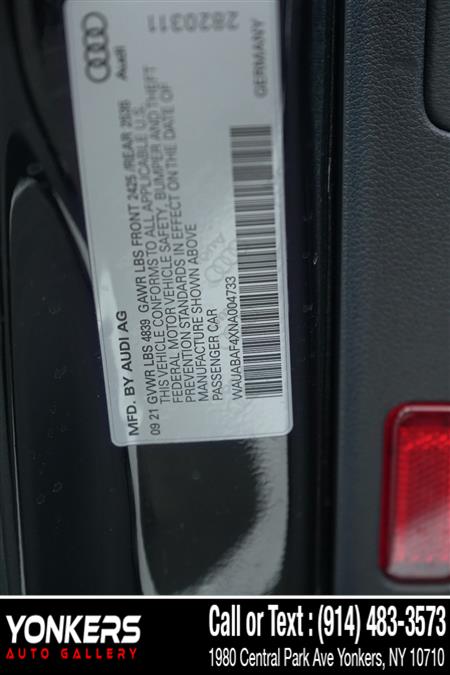 MFD. BY AUDI AG
09 21 GVWR LBS 4839 GAWR LBS FRONT 2425 /REAR 2535
THIS VEHICLE CONFORMS TO ALL APPLICABLE U.S.
FEDERAL MOTOR VEHICLE SAFETY, BUMPER AND THEFT
PREVENTION STANDARDS IN EFFECT ON THE DATE OF
MANUFACTURE SHOWN ABOVE
PASSENGER CAR
WAUABAF4XNA004733
GERMANY
Audi
2820311
Audi
YONKERS
AUTO GALLERY
Call or Text : (914) 483-3573
1980 Central Park Ave Yonkers, NY 10710